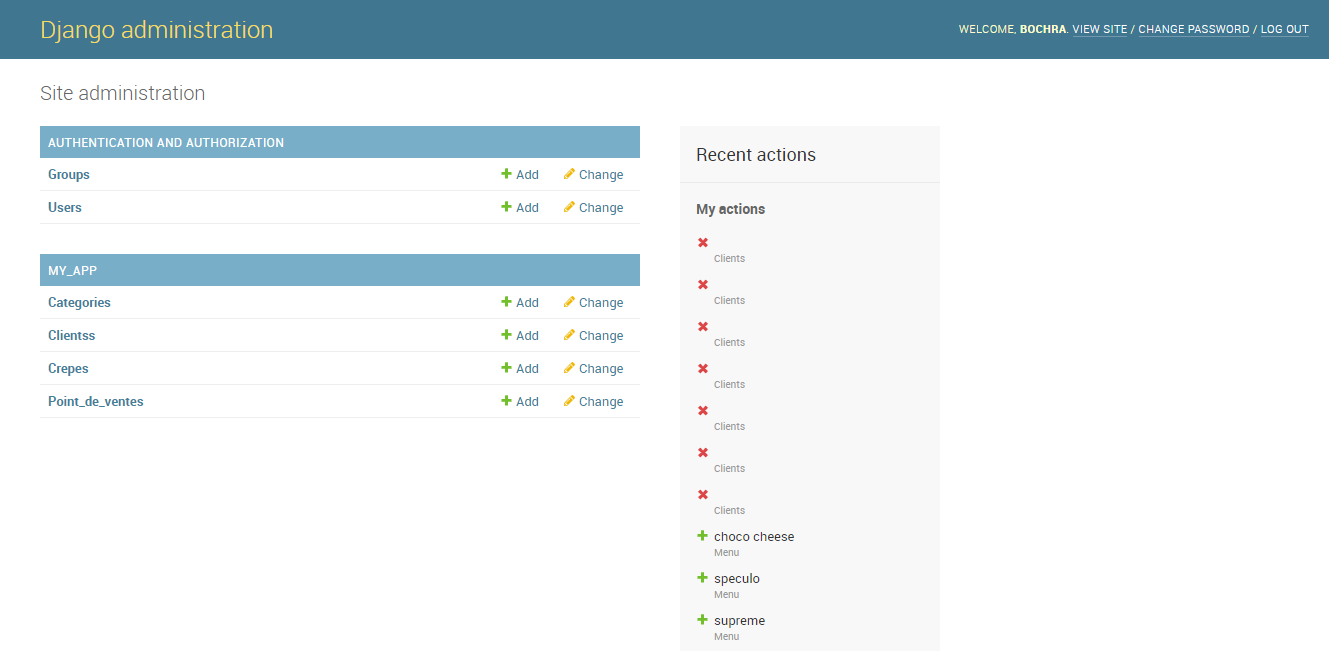 Django administration
WELCOME, BOCHRA. VIEW SITE / CHANGE PASSWORD / LOG OUT
Site administration
AUTHENTICATION AND AUTHORIZATION
Groups Add Change
Users Add Change
MY_APP
Categories Add Change
Clientss Add Change
Crepes Add Change
Point_de_ventes Add Change
Recent actions
My actions
Clients
Clients
Clients
Clients
Clients
Clients
Clients
choco cheese
Menu
speculo
Menu
supreme
Menu